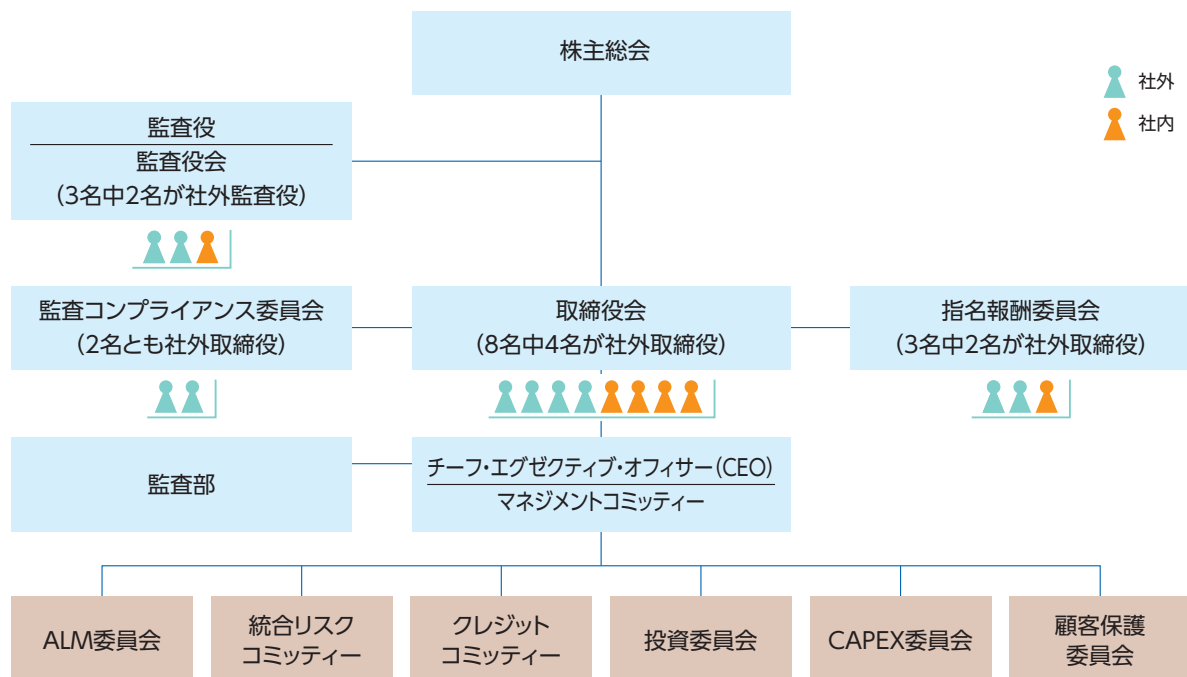 株主総会
社外
社内
監査役
監査役会
（3名中2名が社外監査役）
監査コンプライアンス委員会
（2名とも社外取締役）
取締役会
（8名中4名が社外取締役）
指名報酬委員会
（3名中2名が社外取締役）
監査部
チーフ・エグゼクティブ・オフィサー（CEO）
マネジメントコミッティー
ALM委員会
統合リスク
コミッティー
クレジット
コミッティー
投資委員会
CAPEX委員会
顧客保護
委員会